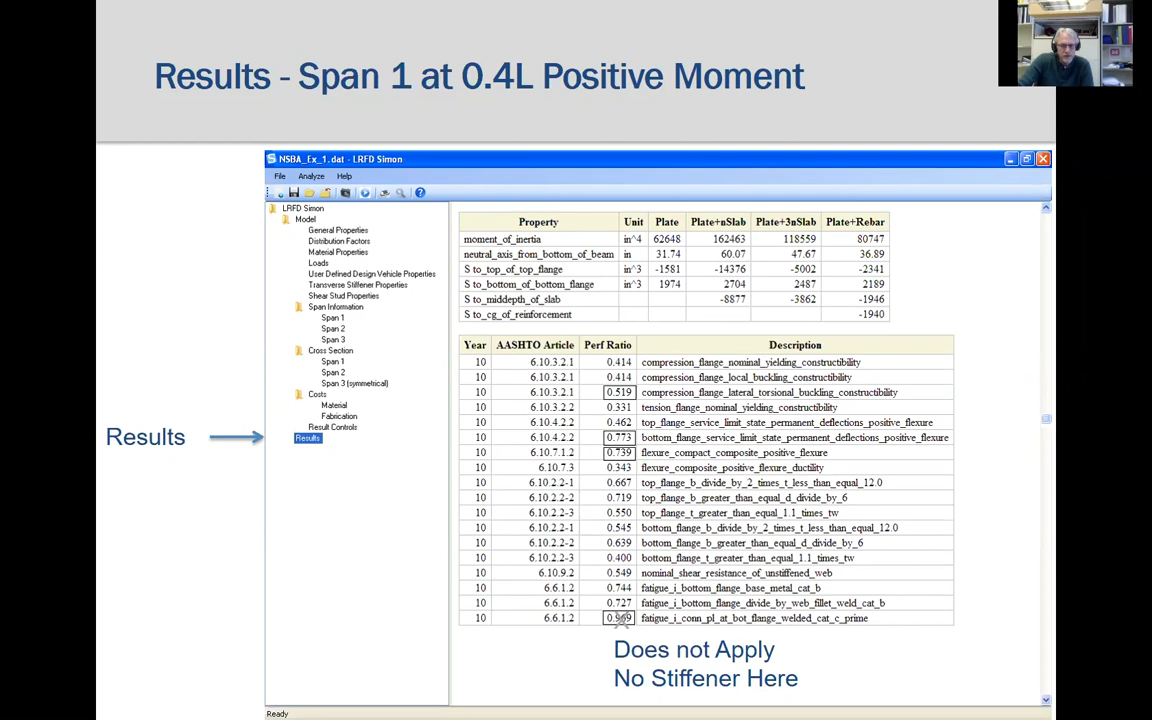 Results - Span 1 at 0.4L Positive Moment
NSBA_Ex_1.dat - LRFD Simon
File Analyze Help
LRFD Simon
Model
General Properties
Distribution Factors
Material Properties
Loads
User Defined Design Vehicle Properties
Transverse Stiffener Properties
Shear Stud Properties
Span Information
Span 1
Span 2
Span 3
Cross Section
Span 1
Span 2
Span 3 (symmetrical)
Costs
Material
Fabrication
Result Controls
Results
Results
Property Unit Plate Plate+nSlab Plate+3nSlab Plate+Rebar
moment_of_inertia in^4 62648 162463 118559 80747
neutral_axis_from_bottom_of_beam in 31.74 60.07 47.67 36.89
S to_top_of_top_flange in^3 -1581 -14376 -5002 -2341
S to_bottom_of_bottom_flange in^3 1974 2704 2487 2189
S to_middepth_of_slab -8877 -3862 -1946
S to_cg_of_reinforcement -1940
Year AASHTO Article Perf Ratio Description
10 6.10.3.2.1 0.414 compression_flange_nominal_yielding_constructibility
10 6.10.3.2.1 0.414 compression_flange_local_buckling_constructibility
10 6.10.3.2.1 0.519 compression_flange_lateral_torsional_buckling_constructibility
10 6.10.3.2.2 0.331 tension_flange_nominal_yielding_constructibility
10 6.10.4.2.2 0.462 top_flange_service_limit_state_permanent_deflections_positive_flexure
10 6.10.4.2.2 0.773 bottom_flange_service_limit_state_permanent_deflections_positive_flexure
10 6.10.7.1.2 0.739 flexure_compact_composite_positive_flexure
10 6.10.7.3 0.343 flexure_composite_positive_flexure_ductility
10 6.10.2.2-1 0.667 top_flange_b_divide_by_2_times_t_less_than_equal_12.0
10 6.10.2.2-2 0.719 top_flange_b_greater_than_equal_d_divide_by_6
10 6.10.2.2-3 0.550 top_flange_t_greater_than_equal_1.1_times_tw
10 6.10.2.2-1 0.545 bottom_flange_b_divide_by_2_times_t_less_than_equal_12.0
10 6.10.2.2-2 0.639 bottom_flange_b_greater_than_equal_d_divide_by_6
10 6.10.2.2-3 0.400 bottom_flange_t_greater_than_equal_1.1_times_tw
10 6.10.9.2 0.549 nominal_shear_resistance_of_unstiffened_web
10 6.6.1.2 0.744 fatigue_i_bottom_flange_base_metal_cat_b
10 6.6.1.2 0.727 fatigue_i_bottom_flange_divide_by_web_fillet_weld_cat_b
10 6.6.1.2 fatigue_i_conn_pl_at_bot_flange_welded_cat_c_prime
Does not Apply
No Stiffener Here
Ready